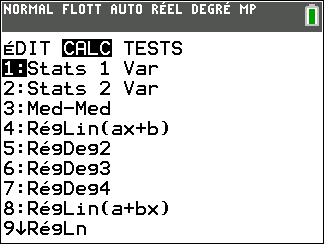 NORMAL FLOTT AUTO RÉEL DEGRÉ MP
éDIT CALC TESTS
1:Stats 1 Var
2:Stats 2 Var
3:Med-Med
4:RégLin(ax+b)
5:RégDeg2
6:RégDeg3
7:RégDeg4
8:RégLin(a+bx)
9↓RégLn